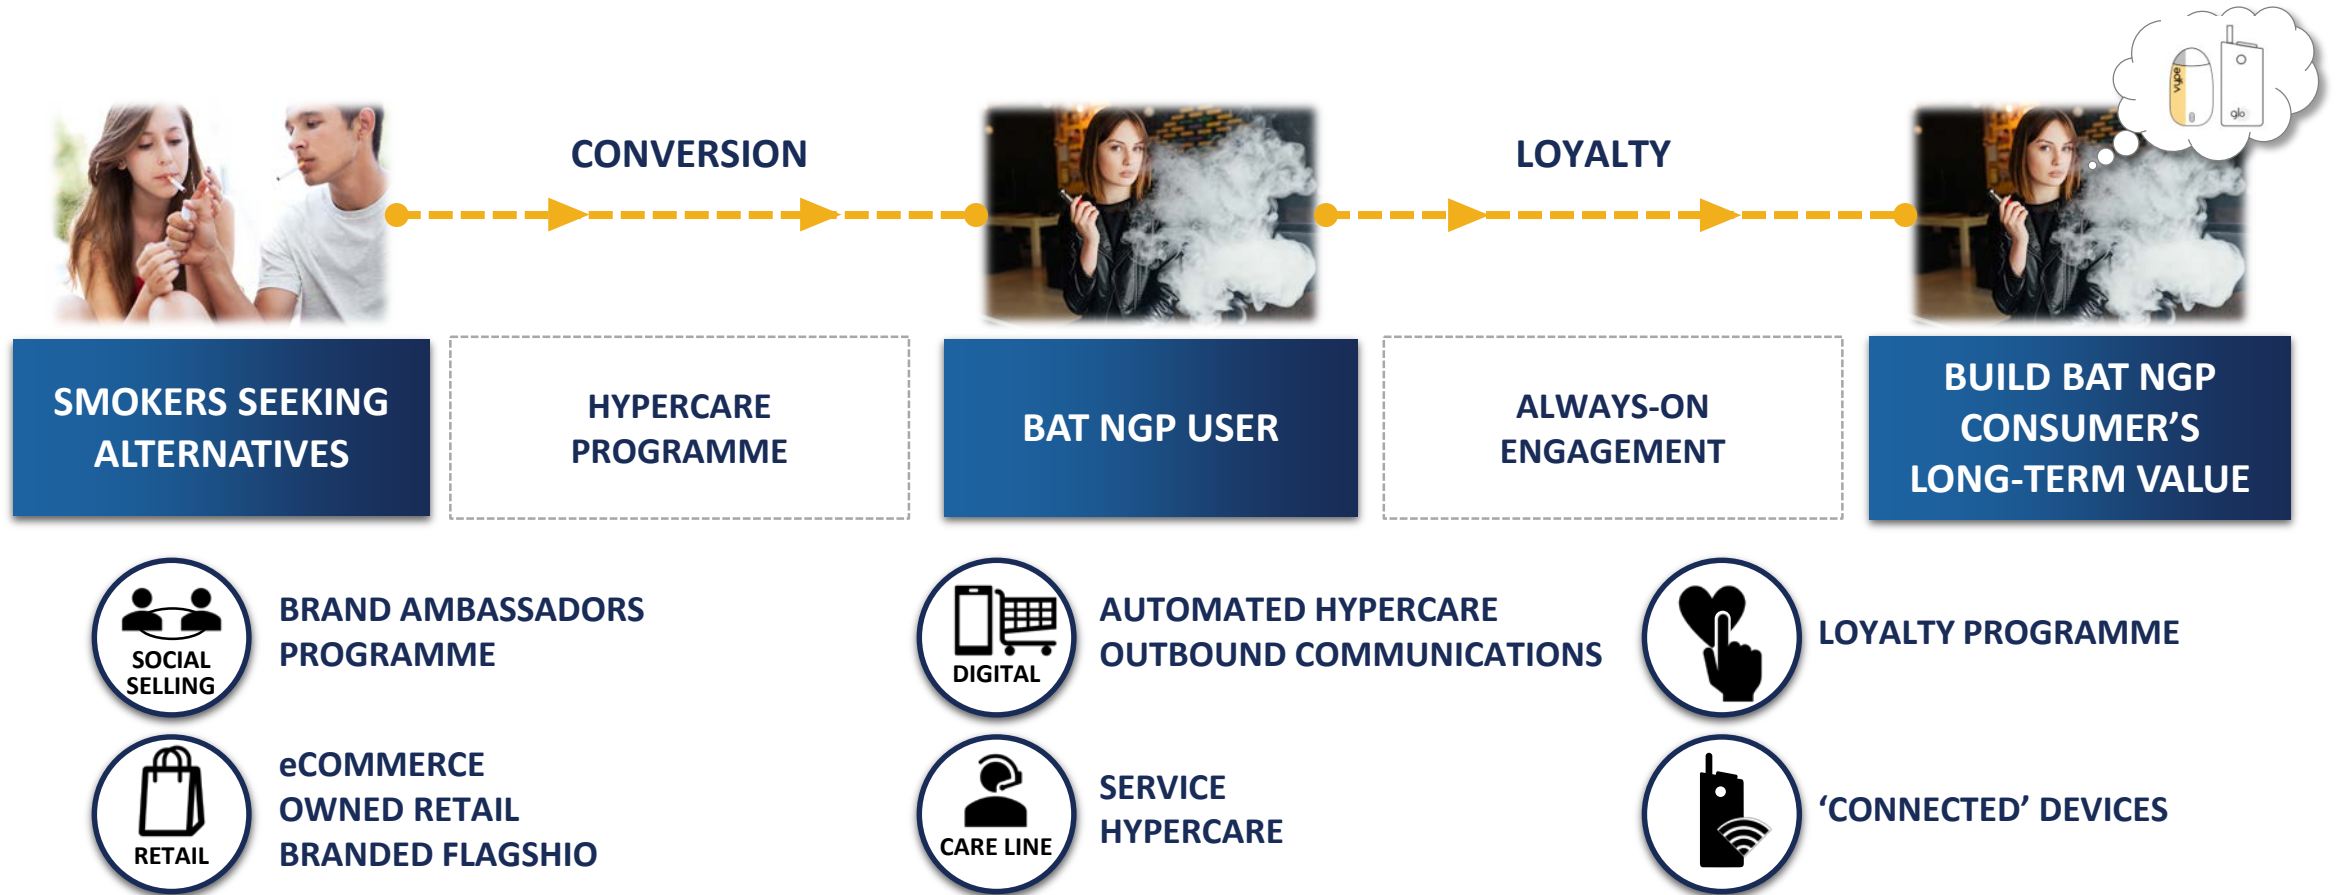 vype
glo
CONVERSION
LOYALTY
SMOKERS SEEKING
ALTERNATIVES
HYPERCARE
PROGRAMME
BAT NGP USER
ALWAYS-ON
ENGAGEMENT
BUILD BAT NGP
CONSUMER’S
LONG-TERM VALUE
SOCIAL
SELLING
BRAND AMBASSADORS
PROGRAMME
DIGITAL
AUTOMATED HYPERCARE
OUTBOUND COMMUNICATIONS
LOYALTY PROGRAMME
RETAIL
eCOMMERCE
OWNED RETAIL
BRANDED FLAGSHIO
CARE LINE
SERVICE
HYPERCARE
‘CONNECTED’ DEVICES